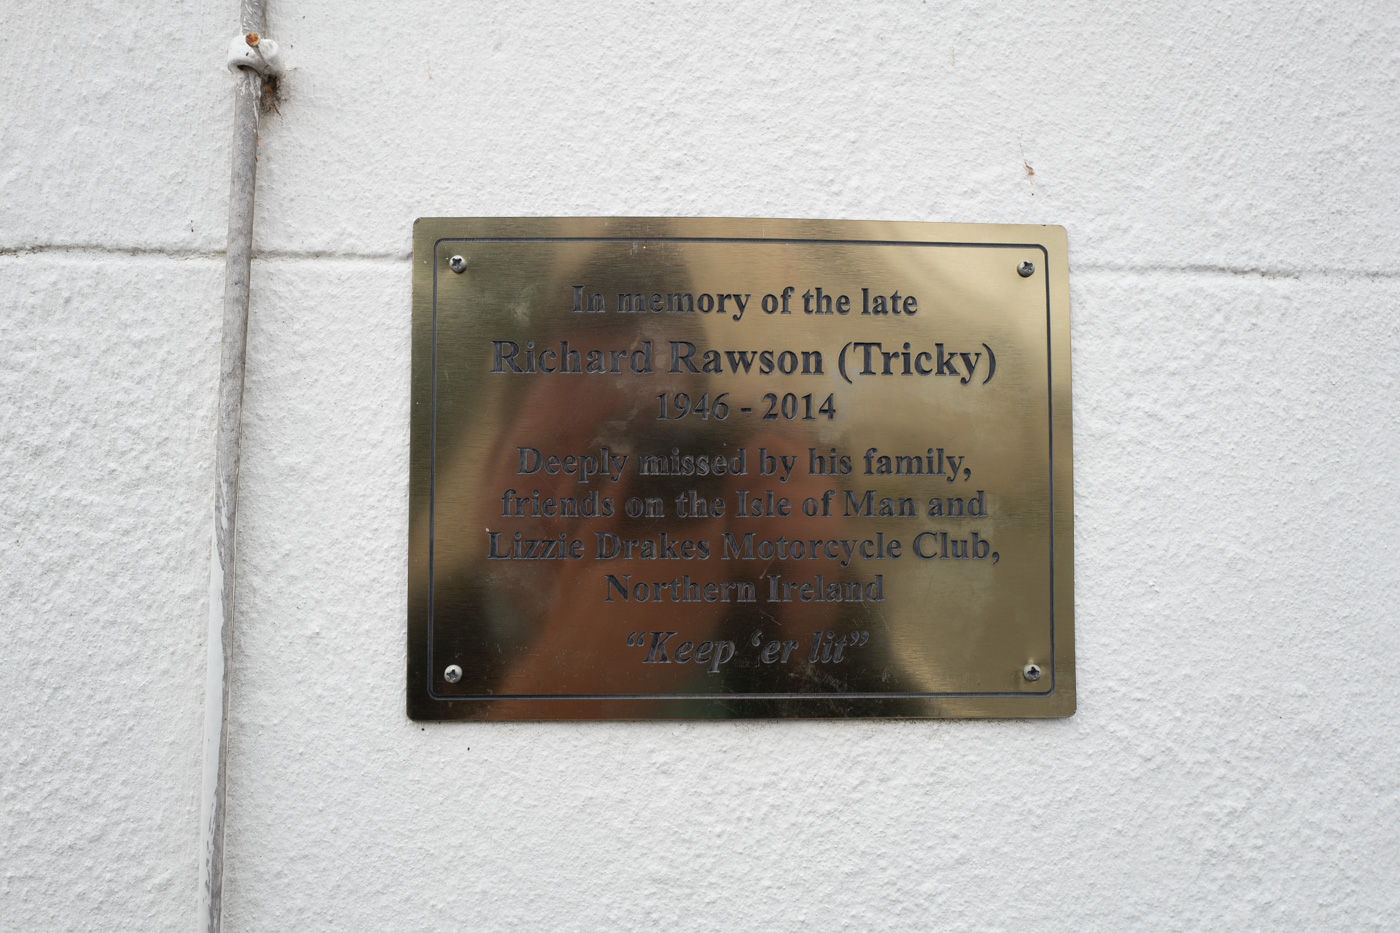 In memory of the late
Richard Rawson (Tricky)
1946 - 2014
Deeply missed by his family,
friends on the Isle of Man and
Lizzie Drakes Motorcycle Club,
Northern Ireland
“Keep ‘er lit”